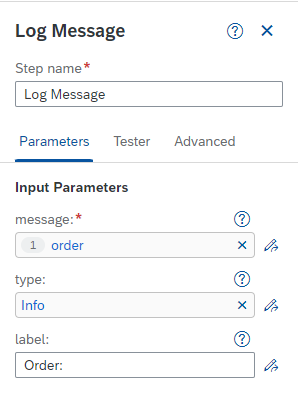 Log Message
Step name*
Log Message
Parameters Tester Advanced
Input Parameters
message:*
1 order
type:
Info
label:
Order: